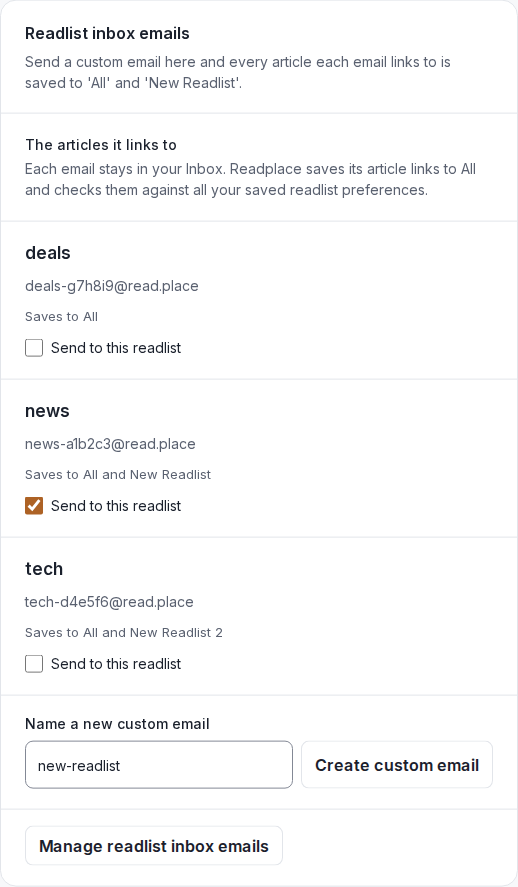 Readlist inbox emails
Send a custom email here and every article each email links to is
saved to 'All' and 'New Readlist'.
The articles it links to
Each email stays in your Inbox. Readplace saves its article links to All
and checks them against all your saved readlist preferences.
deals
deals-g7h8i9@read.place
Saves to All
Send to this readlist
news
news-a1b2c3@read.place
Saves to All and New Readlist
Send to this readlist
tech
tech-d4e5f6@read.place
Saves to All and New Readlist 2
Send to this readlist
Name a new custom email
new-readlist
Create custom email
Manage readlist inbox emails